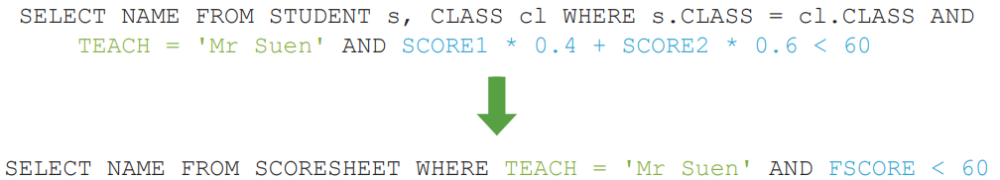 SELECT NAME FROM STUDENT s, CLASS cl WHERE s.CLASS = cl.CLASS AND
TEACH = 'Mr Suen' AND SCORE1 * 0.4 + SCORE2 * 0.6 < 60
SELECT NAME FROM SCORESHEET WHERE TEACH = 'Mr Suen' AND FSCORE < 60